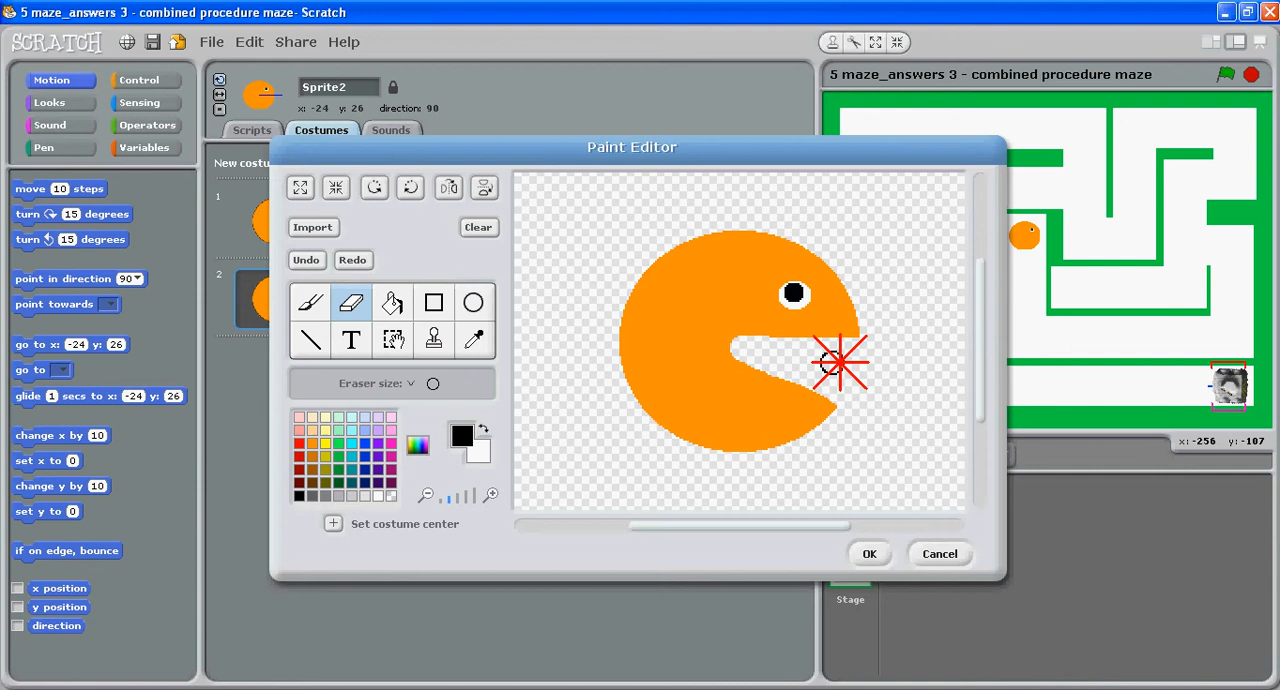 5 maze_answers 3 - combined procedure maze- Scratch
SCRATCH File Edit Share Help
Motion Control
Looks Sensing
Sound Operators
Pen Variables
move 10 steps
turn 15 degrees
turn 15 degrees
point in direction 90
point towards
go to x: -24 y: 26
go to
glide 1 secs to x: -24 y: 26
change x by 10
set x to 0
change y by 10
set y to 0
if on edge, bounce
x position
y position
direction
Sprite2
x: -24 y: 26 direction: 90
Scripts Costumes Sounds
New costu
1
2
Paint Editor
Import Clear
Undo Redo
T
Eraser size:
Set costume center
OK Cancel
5 maze_answers 3 - combined procedure maze
x: -256 y: -107
Stage